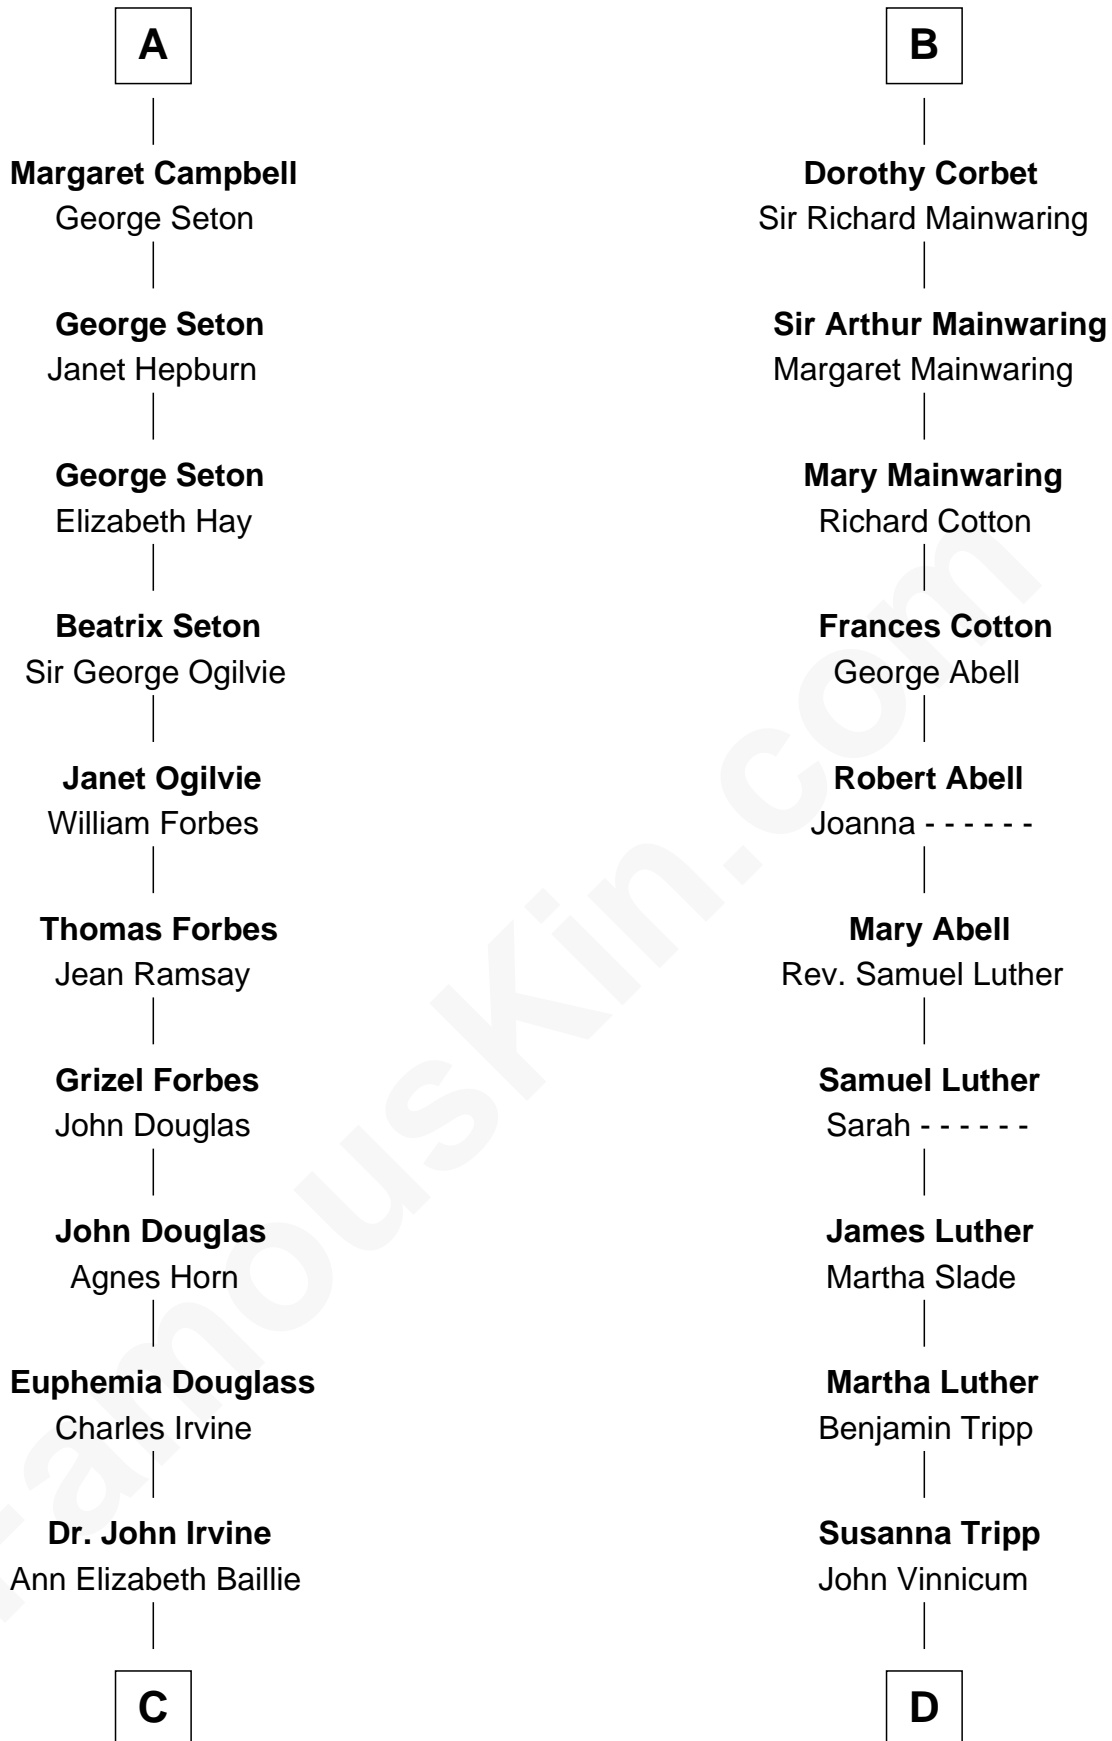 A
Margaret Campbell
George Seton
George Seton
Janet Hepburn
George Seton
Elizabeth Hay
Beatrix Seton
Sir George Ogilvie
Janet Ogilvie
William Forbes
Thomas Forbes
Jean Ramsay
Grizel Forbes
John Douglas
John Douglas
Agnes Horn
Euphemia Douglass
Charles Irvine
Dr. John Irvine
Ann Elizabeth Baillie
C
B
Dorothy Corbet
Sir Richard Mainwaring
Sir Arthur Mainwaring
Margaret Mainwaring
Mary Mainwaring
Richard Cotton
Frances Cotton
George Abell
Robert Abell
Joanna - - - - - -
Mary Abell
Rev. Samuel Luther
Samuel Luther
Sarah - - - - - -
James Luther
Martha Slade
Martha Luther
Benjamin Tripp
Susanna Tripp
John Vinnicum
D
FamousKin.com